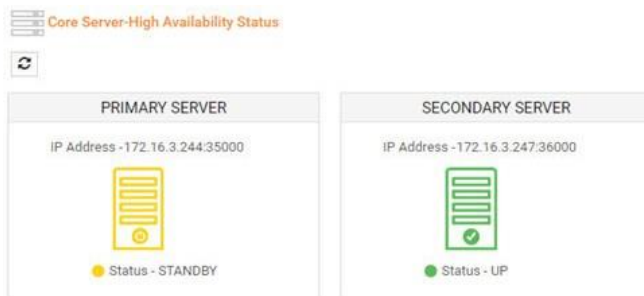 Core Server-High Availability Status
PRIMARY SERVER
IP Address -172.16.3.244:35000
Status - STANDBY
SECONDARY SERVER
IP Address -172.16.3.247:36000
Status - UP